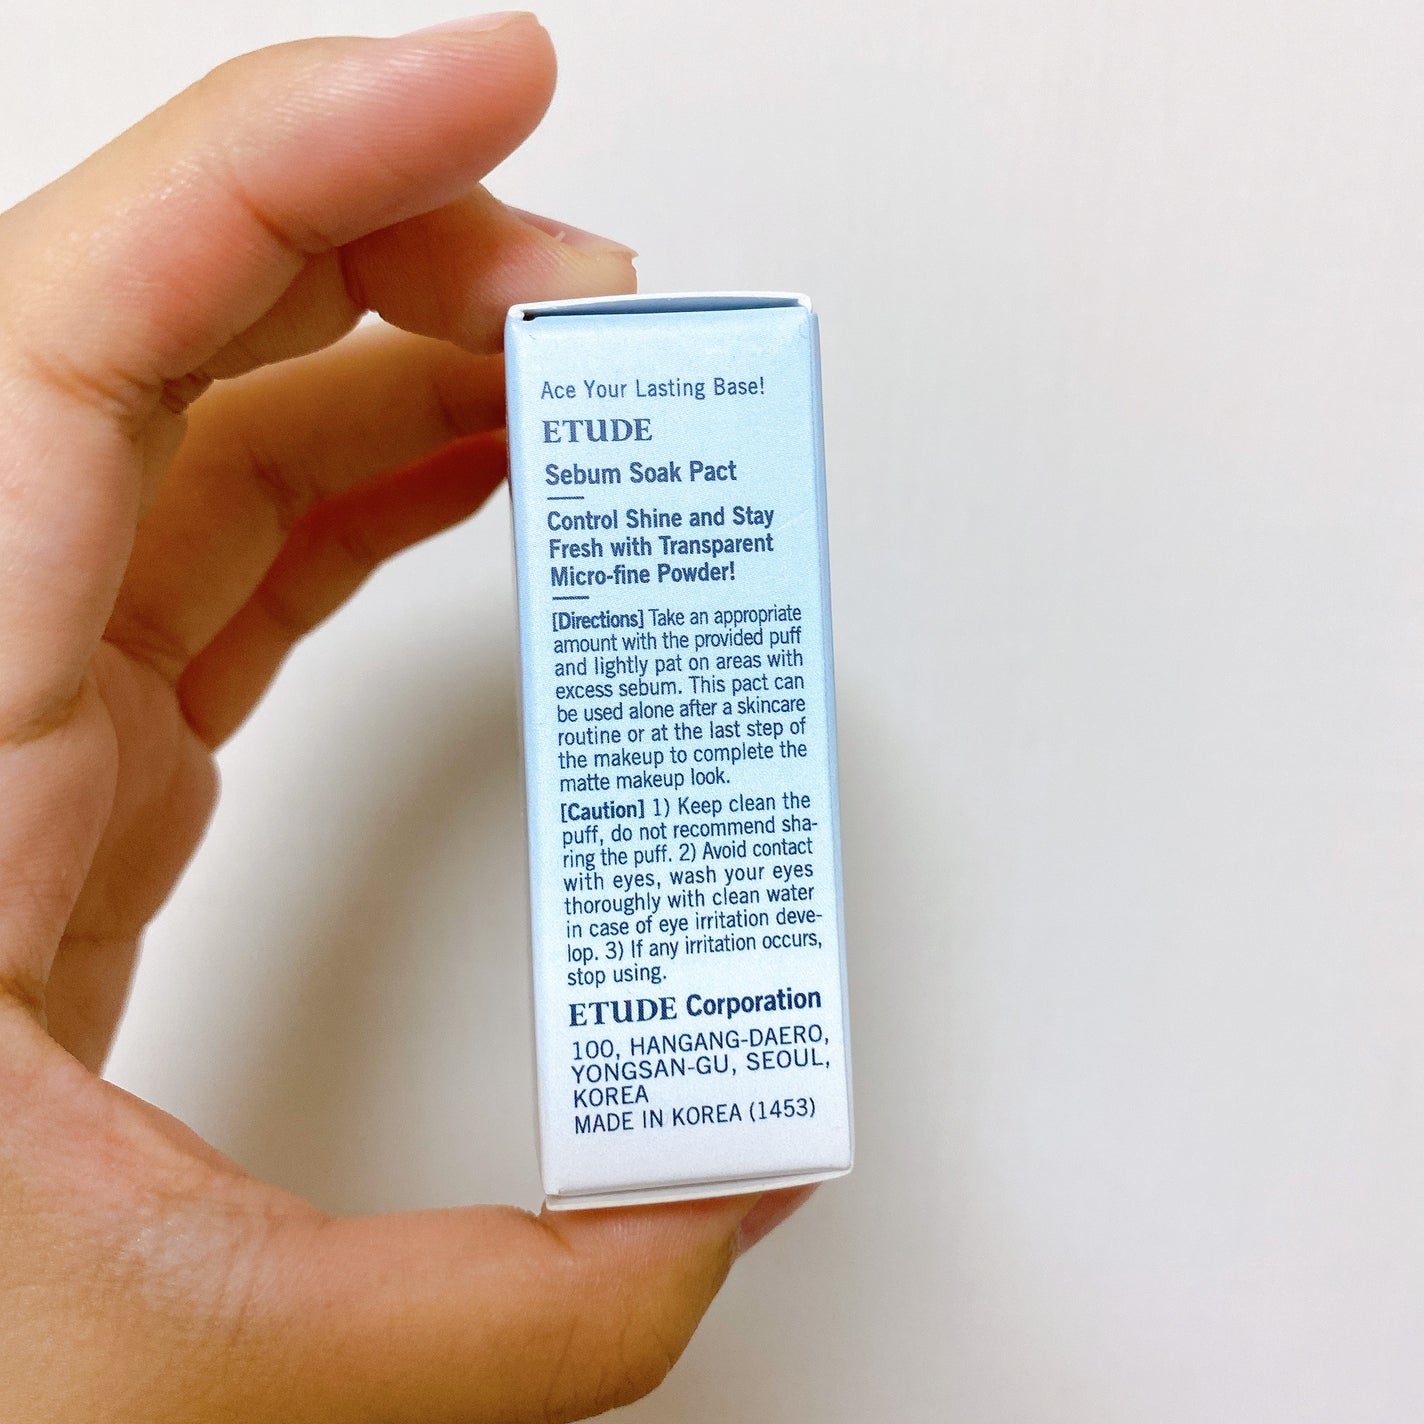 Ace Your Lasting Base!
ETUDE
Sebum Soak Pact
Control Shine and Stay
Fresh with Transparent
Micro-fine Powder!
[Directions] Take an appropriate
amount with the provided puff
and lightly pat on areas with
excess sebum. This pact can
be used alone after a skincare
routine or at the last step of
the makeup to complete the
matte makeup look.
[Caution] 1) Keep clean the
puff, do not recommend sha-
ring the puff. 2) Avoid contact
with eyes, wash your eyes
thoroughly with clean water
in case of eye irritation deve-
lop. 3) If any irritation occurs,
stop using.
ETUDE Corporation
100, HANGANG-DAERO,
YONGSAN-GU, SEOUL,
KOREA
MADE IN KOREA (1453)